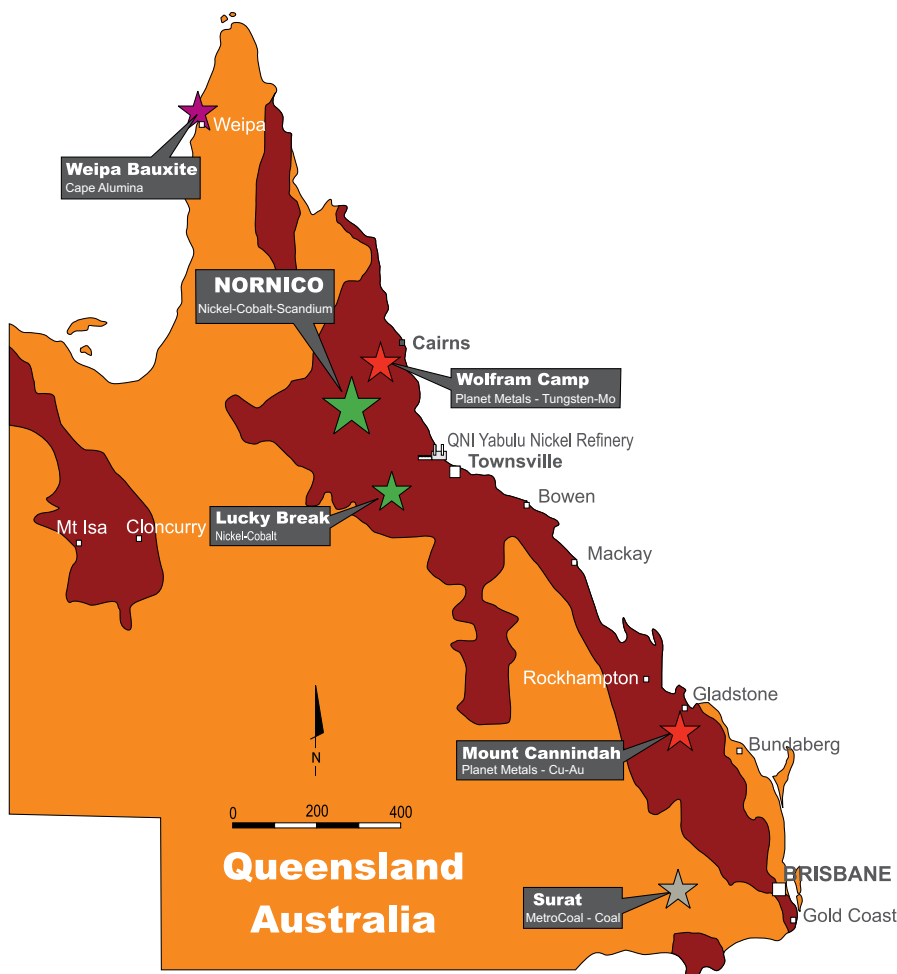 Weipa
Weipa Bauxite
Cape Alumina
NORNICO
Nickel-Cobalt-Scandium
Cairns
Wolfram Camp
Planet Metals - Tungsten-Mo
QNI Yabulu Nickel Refinery
Townsville
Bowen
Lucky Break
Nickel-Cobalt
Mt Isa
Cloncurry
Mackay
Rockhampton
Gladstone
Mount Cannindah
Planet Metals - Cu-Au
Bundaberg
N
0 200 400
Queensland
Australia
BRISBANE
Surat
MetroCoal - Coal
Gold Coast